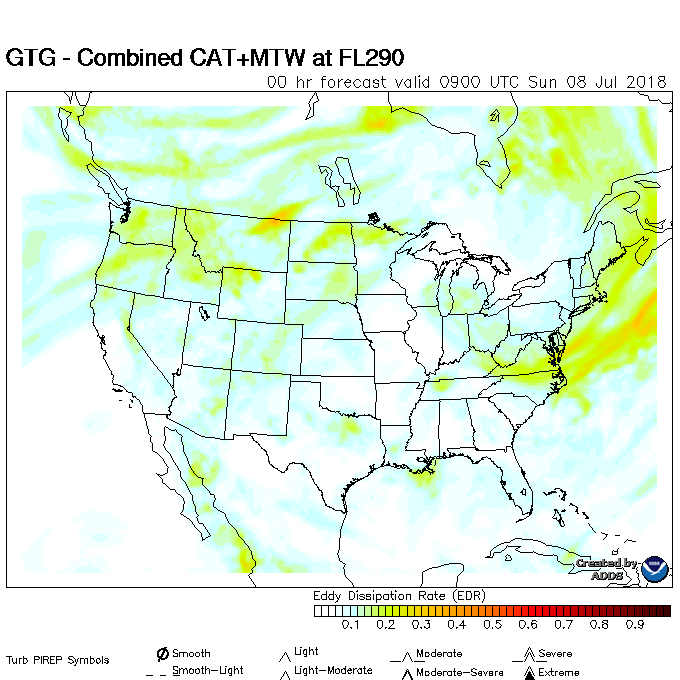 GTG - Combined CAT+MTW at FL290
00 hr forecast valid 0900 UTC Sun 08 Jul 2018
Created by
ADDS
Eddy Dissipation Rate (EDR)
0.1 0.2 0.3 0.4 0.5 0.6 0.7 0.8 0.9
Turb PIREP Symbols
Smooth Light Moderate Severe
Smooth-Light Light-Moderate Moderate-Severe Extreme